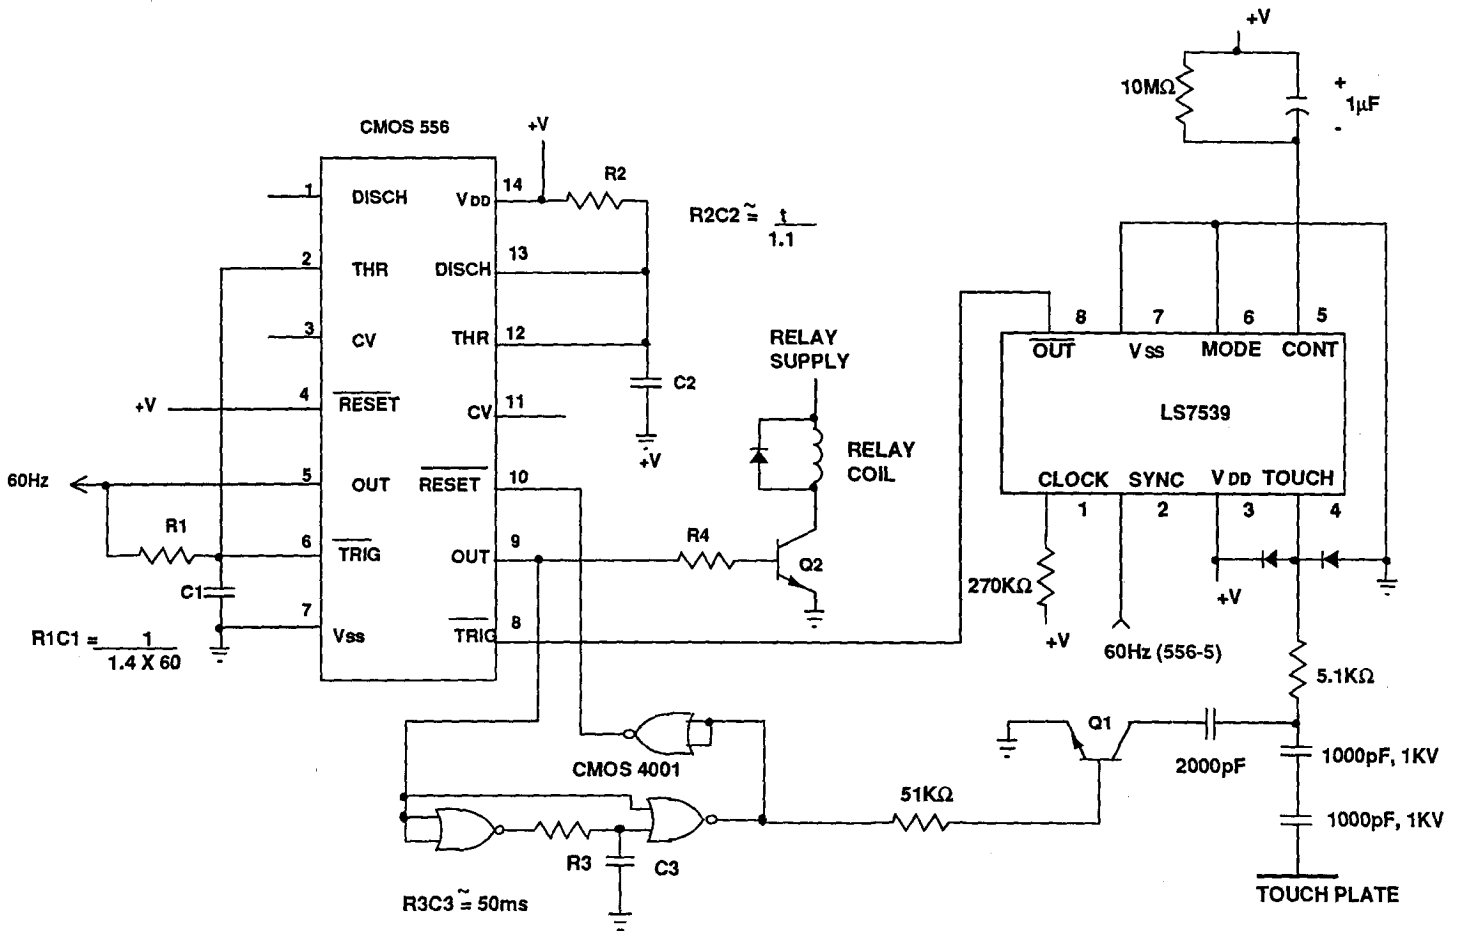 +V
10MΩ
+
1μF
-
CMOS 556
+V
R2
1
DISCH
VDD
14
R2C2 ≅ t
1.1
2
THR
DISCH
13
3
CV
THR
12
C2
+V
4
RESET
CV
11
+V
60Hz
5
OUT
RESET
10
R1
6
TRIG
OUT
9
C1
7
Vss
TRIG
8
R1C1 = 1
1.4 X 60
RELAY
SUPPLY
RELAY
COIL
R4
Q2
8
7
6
5
OUT
Vss
MODE
CONT
LS7539
CLOCK
SYNC
VDD
TOUCH
1
2
3
4
270KΩ
+V
+V
60Hz (556-5)
5.1KΩ
Q1
2000pF
1000pF, 1KV
CMOS 4001
51KΩ
1000pF, 1KV
R3
C3
R3C3 ≅ 50ms
TOUCH PLATE